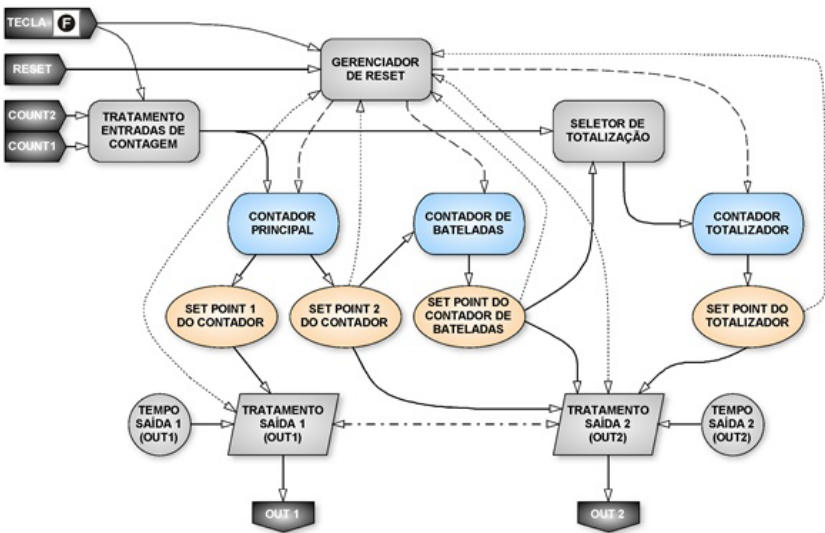 TECLA F
RESET
COUNT2
COUNT1
TRATAMENTO
ENTRADAS DE
CONTAGEM
GERENCIADOR
DE RESET
SELETOR DE
TOTALIZAÇÃO
CONTADOR
PRINCIPAL
CONTADOR DE
BATELADAS
CONTADOR
TOTALIZADOR
SET POINT 1
DO CONTADOR
SET POINT 2
DO CONTADOR
SET POINT DO
CONTADOR DE
BATELADAS
SET POINT DO
TOTALIZADOR
TEMPO
SAÍDA 1
(OUT1)
TRATAMENTO
SAÍDA 1
(OUT1)
TRATAMENTO
SAÍDA 2
(OUT2)
TEMPO
SAÍDA 2
(OUT2)
OUT 1
OUT 2